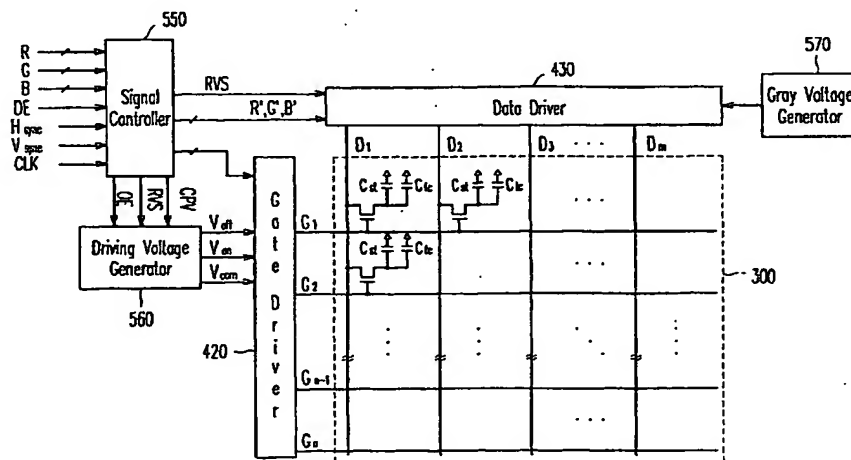 550
R
G
B
DE
Hsync
Vsync
CLK
Signal
Controller
RVS
R',G',B'
430
Data Driver
570
Gray Voltage
Generator
D1 D2 D3 ... Dm
OE RVS CPV
Driving Voltage
Generator
560
Voff
Von
Vcom
Gate Driver
420
G1
G2
Gn-1
Gn
Cst Clc Cst Clc
Cst Clc
300